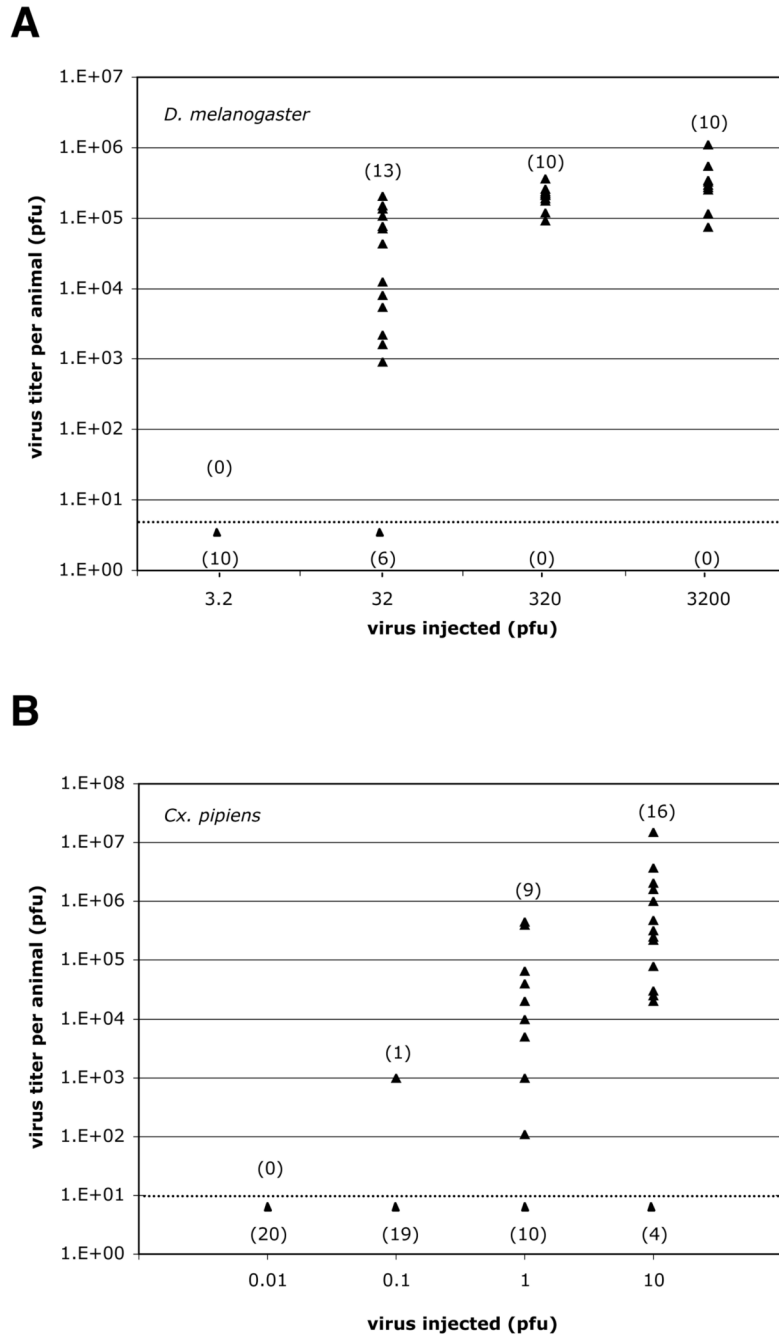 A
1.E+07
D. melanogaster
(10)
1.E+06
(13)
(10)
1.E+05
1.E+04
1.E+03
1.E+02
(0)
1.E+01
(10)
(6)
(0)
(0)
1.E+00
3.2
32
320
3200
virus titer per animal (pfu)
virus injected (pfu)
B
1.E+08
Cx. pipiens
(16)
1.E+07
1.E+06
(9)
1.E+05
1.E+04
(1)
1.E+03
1.E+02
(0)
1.E+01
(20)
(19)
(10)
(4)
1.E+00
0.01
0.1
1
10
virus titer per animal (pfu)
virus injected (pfu)